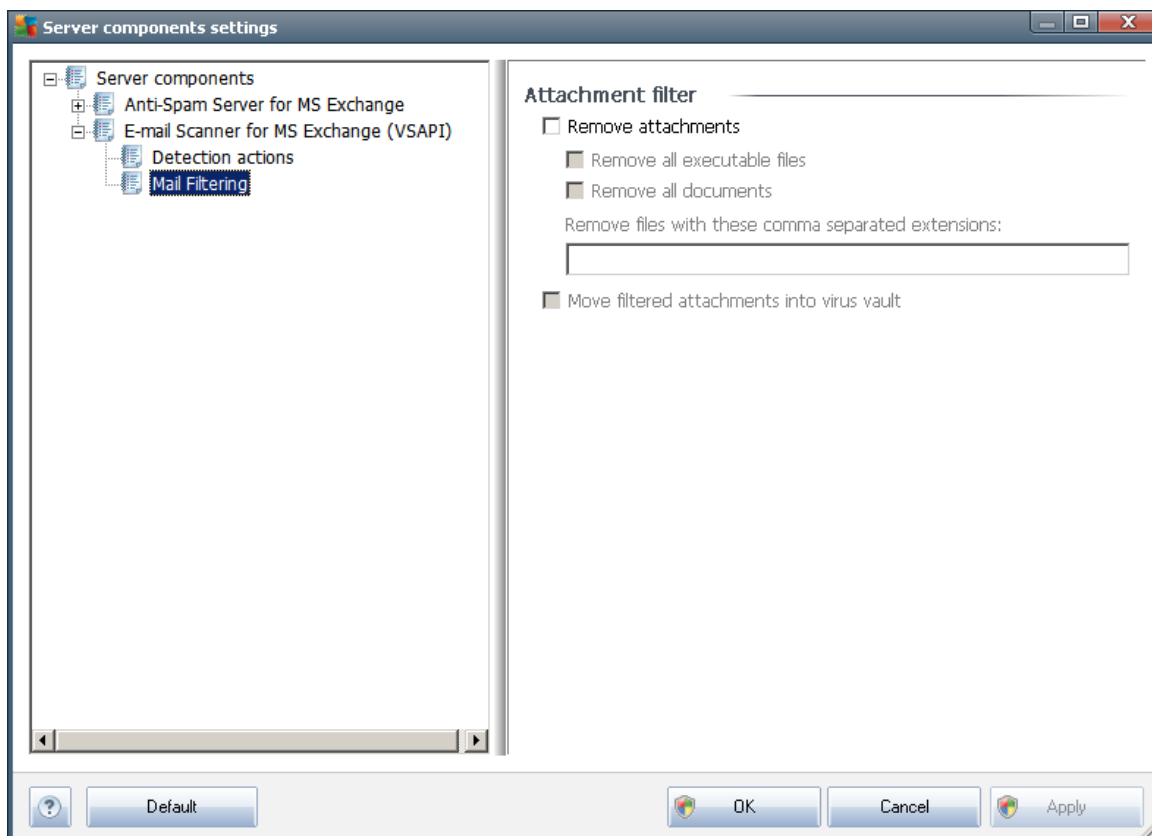 Server components settings
Server components
Anti-Spam Server for MS Exchange
E-mail Scanner for MS Exchange (VSAPI)
Detection actions
Mail Filtering
Attachment filter
Remove attachments
Remove all executable files
Remove all documents
Remove files with these comma separated extensions:
Move filtered attachments into virus vault
? Default OK Cancel Apply